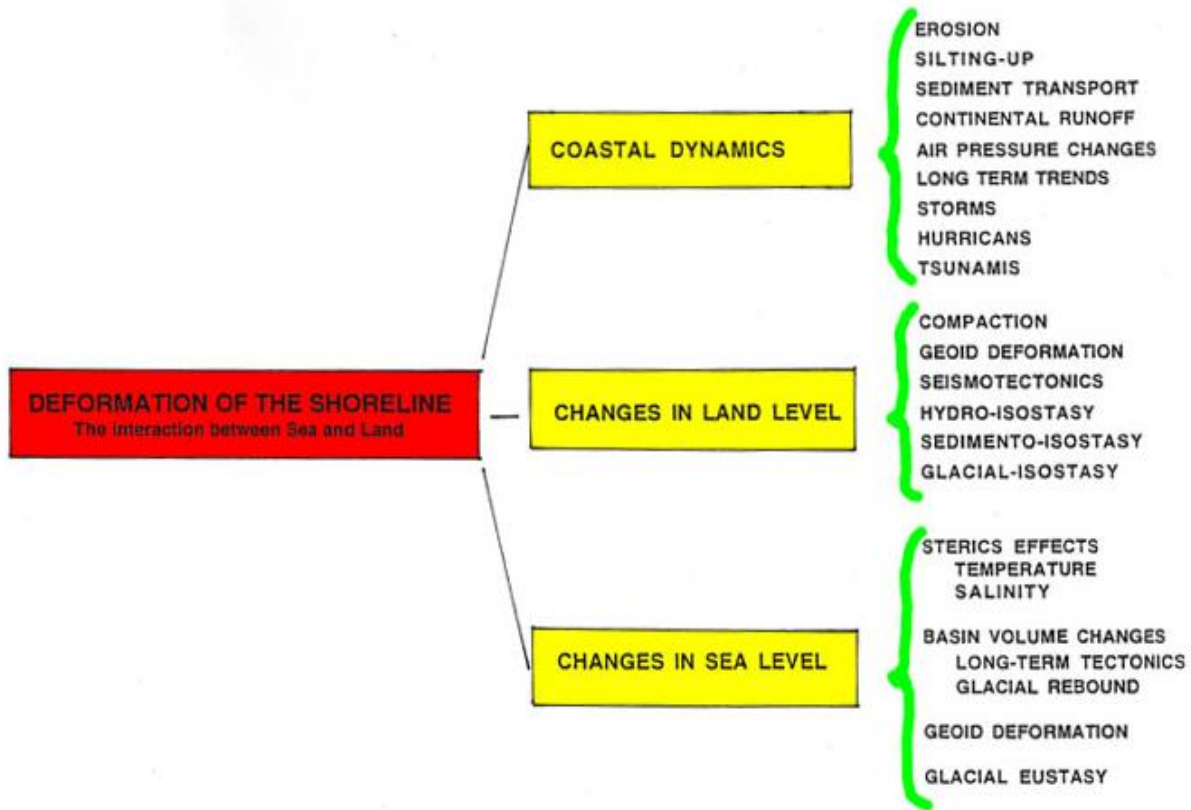 DEFORMATION OF THE SHORELINE
The interaction between Sea and Land
COASTAL DYNAMICS
EROSION
SILTING-UP
SEDIMENT TRANSPORT
CONTINENTAL RUNOFF
AIR PRESSURE CHANGES
LONG TERM TRENDS
STORMS
HURRICANS
TSUNAMIS
CHANGES IN LAND LEVEL
COMPACTION
GEOID DEFORMATION
SEISMOTECTONICS
HYDRO-ISOSTASY
SEDIMENTO-ISOSTASY
GLACIAL-ISOSTASY
CHANGES IN SEA LEVEL
STERICS EFFECTS
TEMPERATURE
SALINITY
BASIN VOLUME CHANGES
LONG-TERM TECTONICS
GLACIAL REBOUND
GEOID DEFORMATION
GLACIAL EUSTASY